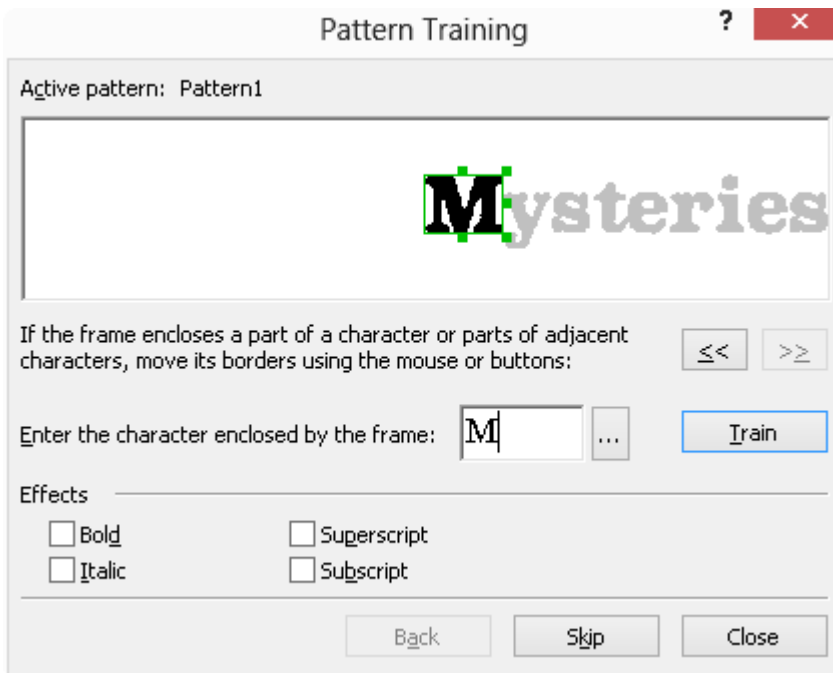 Pattern Training ? ×
Active pattern: Pattern1
Mysteries
If the frame encloses a part of a character or parts of adjacent
characters, move its borders using the mouse or buttons: << >>
Enter the character enclosed by the frame: M ... Train
Effects
Bold Superscript
Italic Subscript
Back Skip Close